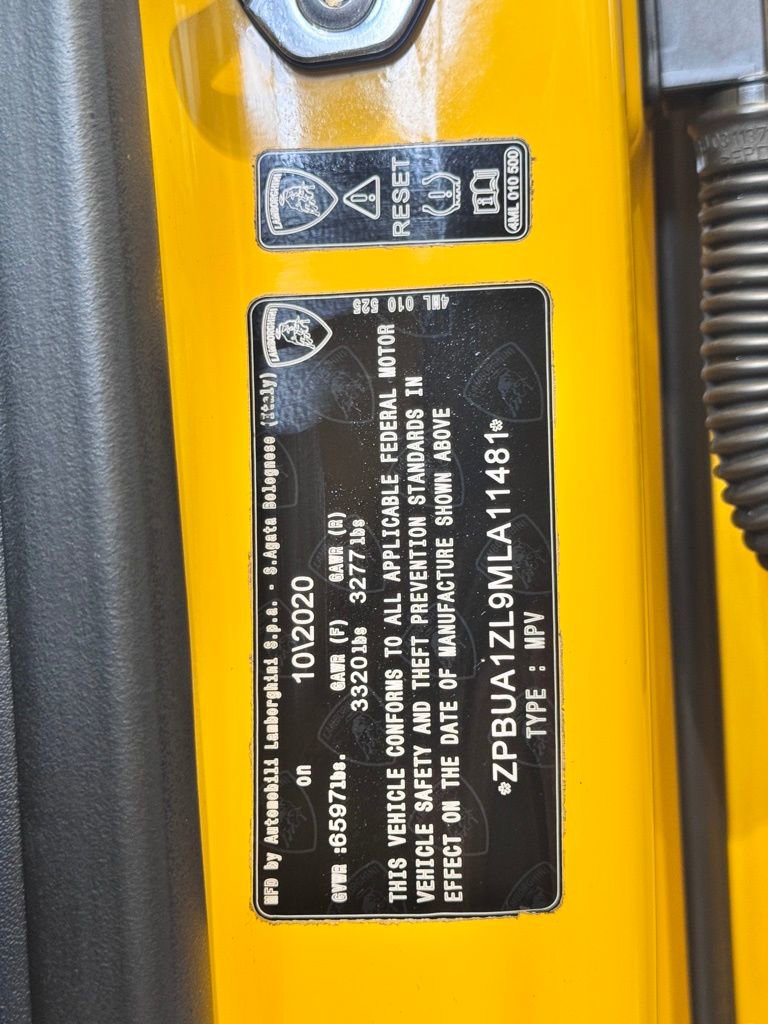 LAMBORGHINI
RESET
4ML 010 500
LAMBORGHINI
4ML 010 525
MFD by Automobili Lamborghini S.p.a. - S.Agata Bolognese (Italy)
on 10\2020
GVWR :6597lbs. GAWR (F) GAWR (R)
3320lbs 3277lbs
THIS VEHICLE CONFORMS TO ALL APPLICABLE FEDERAL MOTOR
VEHICLE SAFETY AND THEFT PREVENTION STANDARDS IN
EFFECT ON THE DATE OF MANUFACTURE SHOWN ABOVE
*ZPBUA1ZL9MLA11481*
TYPE : MPV